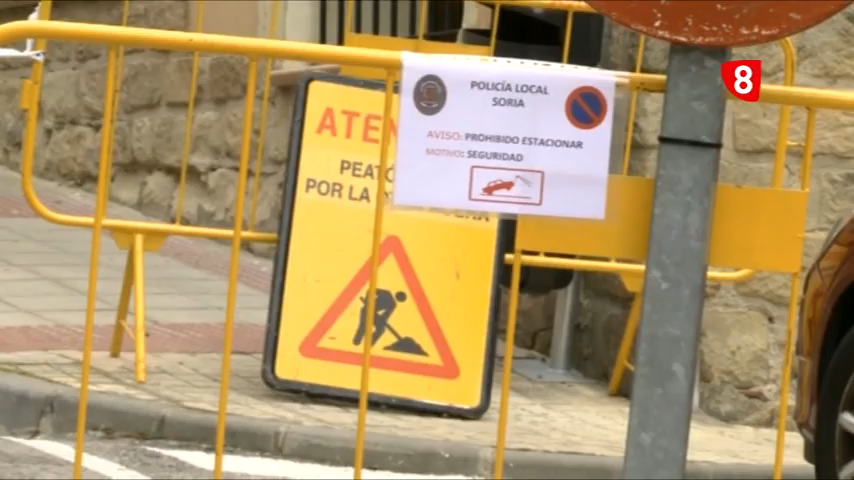 8
POLICÍA LOCAL
SORIA
AVISO: PROHIBIDO ESTACIONAR
MOTIVO: SEGURIDAD
ATEN
PEATO
POR LA